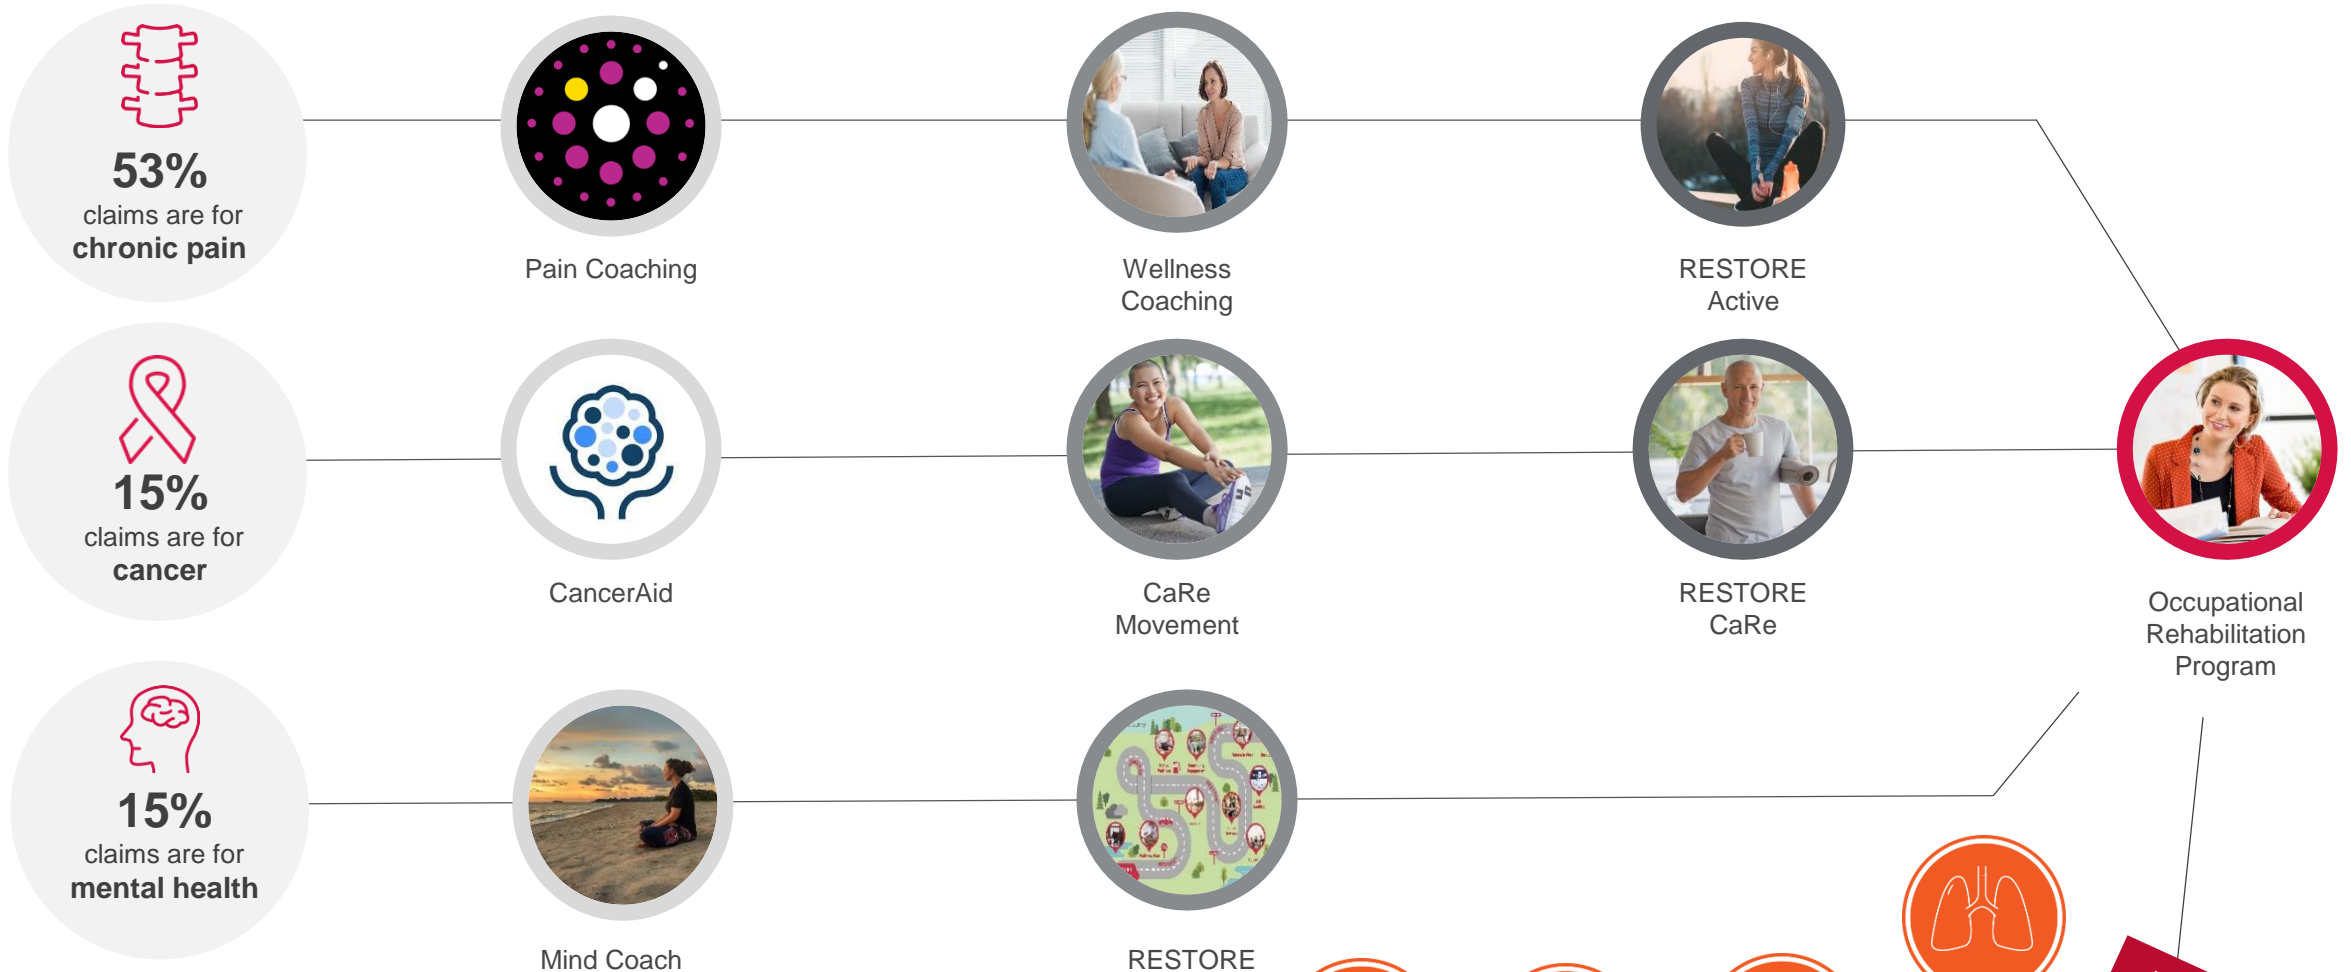 53%
claims are for
chronic pain
Pain Coaching
Wellness
Coaching
RESTORE
Active
15%
claims are for
cancer
CancerAid
CaRe
Movement
RESTORE
CaRe
Occupational
Rehabilitation
Program
15%
claims are for
mental health
Mind Coach
RESTORE